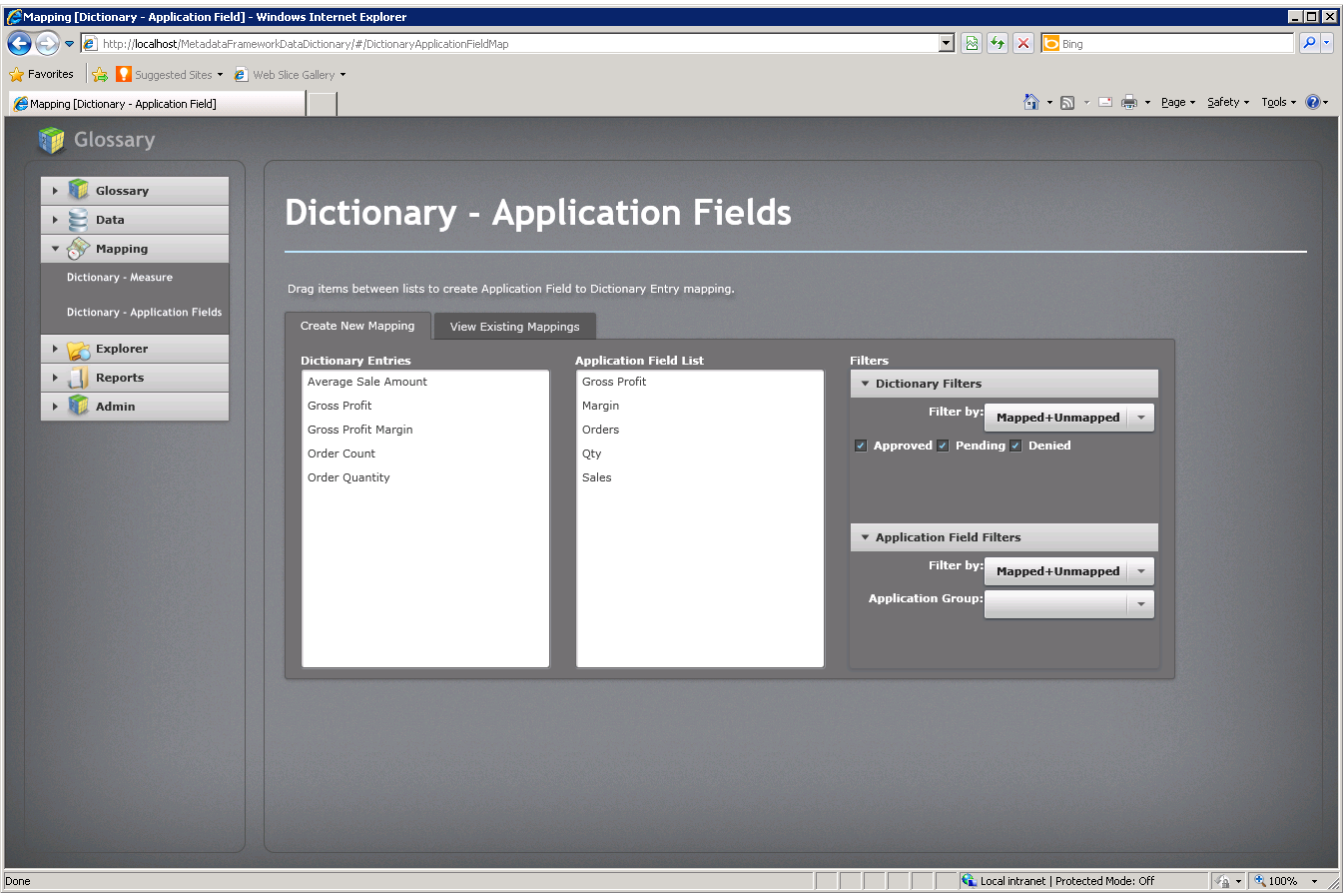 Mapping [Dictionary - Application Field] - Windows Internet Explorer
http://localhost/MetadataFrameworkDataDictionary/#/DictionaryApplicationFieldMap
Bing
Favorites Suggested Sites Web Slice Gallery
Mapping [Dictionary - Application Field]
Page Safety Tools
Glossary
Glossary
Data
Mapping
Dictionary - Measure
Dictionary - Application Fields
Explorer
Reports
Admin
Dictionary - Application Fields
Drag items between lists to create Application Field to Dictionary Entry mapping.
Create New Mapping View Existing Mappings
Dictionary Entries
Average Sale Amount
Gross Profit
Gross Profit Margin
Order Count
Order Quantity
Application Field List
Gross Profit
Margin
Orders
Qty
Sales
Filters
Dictionary Filters
Filter by: Mapped+Unmapped
Approved Pending Denied
Application Field Filters
Filter by: Mapped+Unmapped
Application Group:
Done
Local intranet | Protected Mode: Off
100%